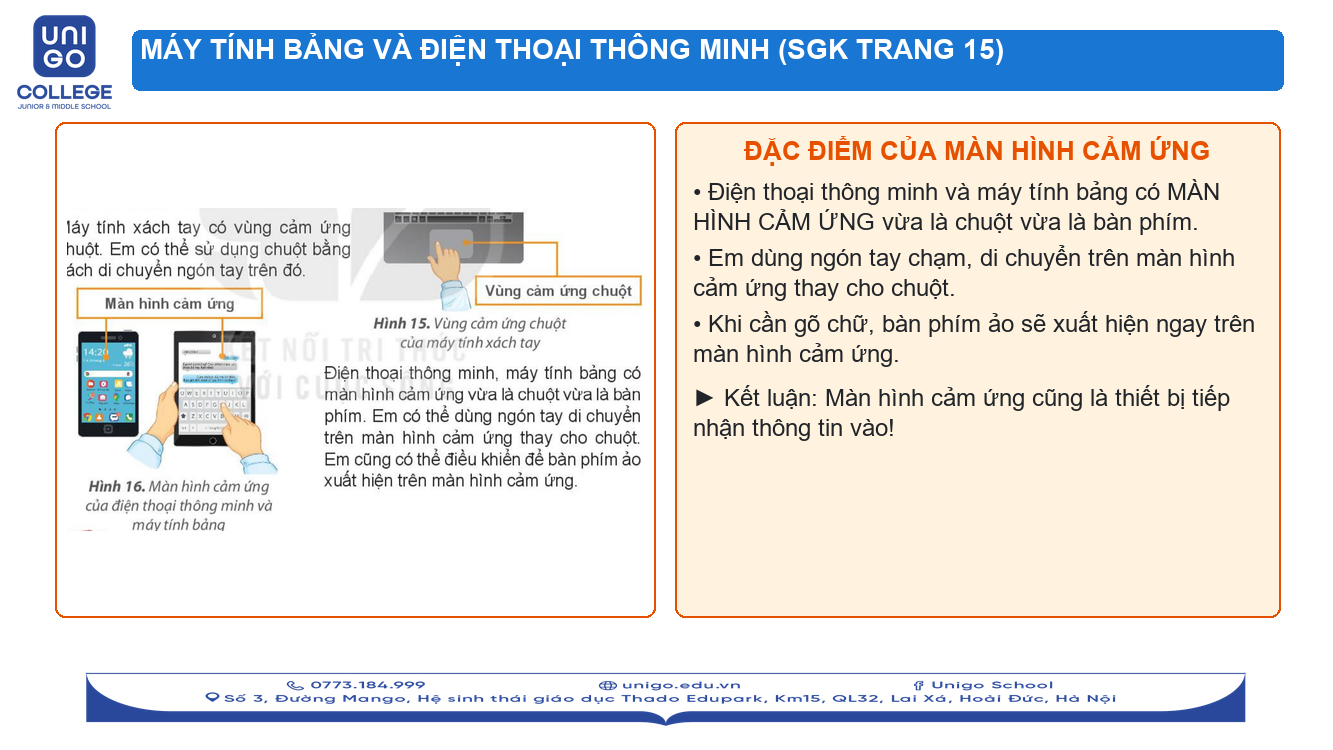 UNI
GO
COLLEGE
JUNIOR & MIDDLE SCHOOL
MÁY TÍNH BẢNG VÀ ĐIỆN THOẠI THÔNG MINH (SGK TRANG 15)
láy tính xách tay có vùng cảm ứng
huột. Em có thể sử dụng chuột bằng
ách di chuyển ngón tay trên đó.
Màn hình cảm ứng
14:20
Hình 16. Màn hình cảm ứng
của điện thoại thông minh và
máy tính bảng
Vùng cảm ứng chuột
Hình 15. Vùng cảm ứng chuột
của máy tính xách tay
KẾT NỐI TRI THỨC
VỚI CUỘC SỐNG
Điện thoại thông minh, máy tính bảng có
màn hình cảm ứng vừa là chuột vừa là bàn
phím. Em có thể dùng ngón tay di chuyển
trên màn hình cảm ứng thay cho chuột.
Em cũng có thể điều khiển để bàn phím ảo
xuất hiện trên màn hình cảm ứng.
ĐẶC ĐIỂM CỦA MÀN HÌNH CẢM ỨNG
• Điện thoại thông minh và máy tính bảng có MÀN
HÌNH CẢM ỨNG vừa là chuột vừa là bàn phím.
• Em dùng ngón tay chạm, di chuyển trên màn hình
cảm ứng thay cho chuột.
• Khi cần gõ chữ, bàn phím ảo sẽ xuất hiện ngay trên
màn hình cảm ứng.
► Kết luận: Màn hình cảm ứng cũng là thiết bị tiếp
nhận thông tin vào!
0773.184.999
unigo.edu.vn
Unigo School
Số 3, Đường Mango, Hệ sinh thái giáo dục Thado Edupark, Km15, QL32, Lai Xá, Hoài Đức, Hà Nội